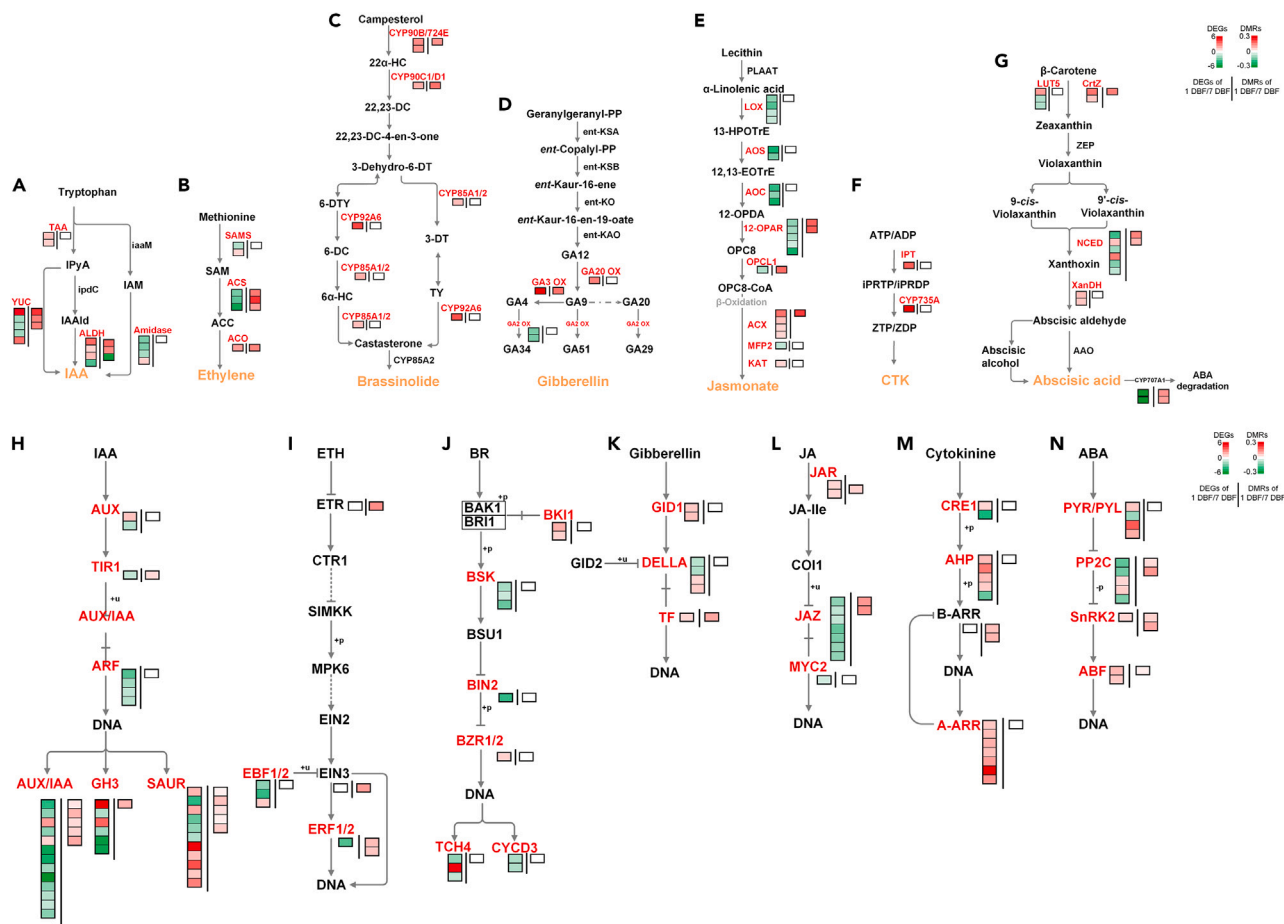 A
Tryptophan
TAA
iaaM
IPyA
ipdC
IAM
YUC
IAAld
ALDH
Amidase
IAA
B
Methionine
SAMS
SAM
ACS
ACC
ACO
Ethylene
C
Campesterol
CYP90B/724E
22α-HC
CYP90C1/D1
22,23-DC
22,23-DC-4-en-3-one
3-Dehydro-6-DT
6-DTY
CYP85A1/2
CYP92A6
3-DT
6-DC
CYP85A1/2
6α-HC
TY
CYP85A1/2
CYP92A6
Castasterone
CYP85A2
Brassinolide
D
Geranylgeranyl-PP
ent-KSA
ent-Copalyl-PP
ent-KSB
ent-Kaur-16-ene
ent-KO
ent-Kaur-16-en-19-oate
ent-KAO
GA12
GA3 OX
GA20 OX
GA4
GA9
GA20
GA2 OX
GA2 OX
GA2 OX
GA34
GA51
GA29
Gibberellin
E
Lecithin
PLAAT
α-Linolenic acid
LOX
13-HPOTrE
AOS
12,13-EOTrE
AOC
12-OPDA
12-OPAR
OPC8
OPCL1
OPC8-CoA
β-Oxidation
ACX
MFP2
KAT
Jasmonate
F
ATP/ADP
IPT
iPRTP/iPRDP
CYP735A
ZTP/ZDP
CTK
G
β-Carotene
LUT5
CrtZ
Zeaxanthin
ZEP
Violaxanthin
9-cis-
Violaxanthin
9'-cis-
Violaxanthin
NCED
Xanthoxin
XanDH
Abscisic aldehyde
Abscisic
alcohol
AAO
Abscisic acid
CYP707A1
ABA
degradation
DEGs
DMRs
6
0.3
-6
-0.3
DEGs of
1 DBF/7 DBF
DMRs of
1 DBF/7 DBF
H
IAA
AUX
TIR1
+u
AUX/IAA
ARF
DNA
AUX/IAA
GH3
SAUR
I
ETH
ETR
CTR1
SIMKK
+p
MPK6
EIN2
EBF1/2
+u
EIN3
ERF1/2
DNA
J
BR
+p
BAK1
BRI1
BKI1
+p
BSK
BSU1
BIN2
+p
BZR1/2
DNA
TCH4
CYCD3
K
Gibberellin
GID1
GID2
+u
DELLA
TF
DNA
L
JA
JAR
JA-Ile
COI1
+u
JAZ
MYC2
DNA
M
Cytokinine
CRE1
+p
AHP
+p
B-ARR
DNA
A-ARR
N
ABA
PYR/PYL
PP2C
-p
SnRK2
ABF
DNA
DEGs
DMRs
6
0.3
-6
-0.3
DEGs of
1 DBF/7 DBF
DMRs of
1 DBF/7 DBF